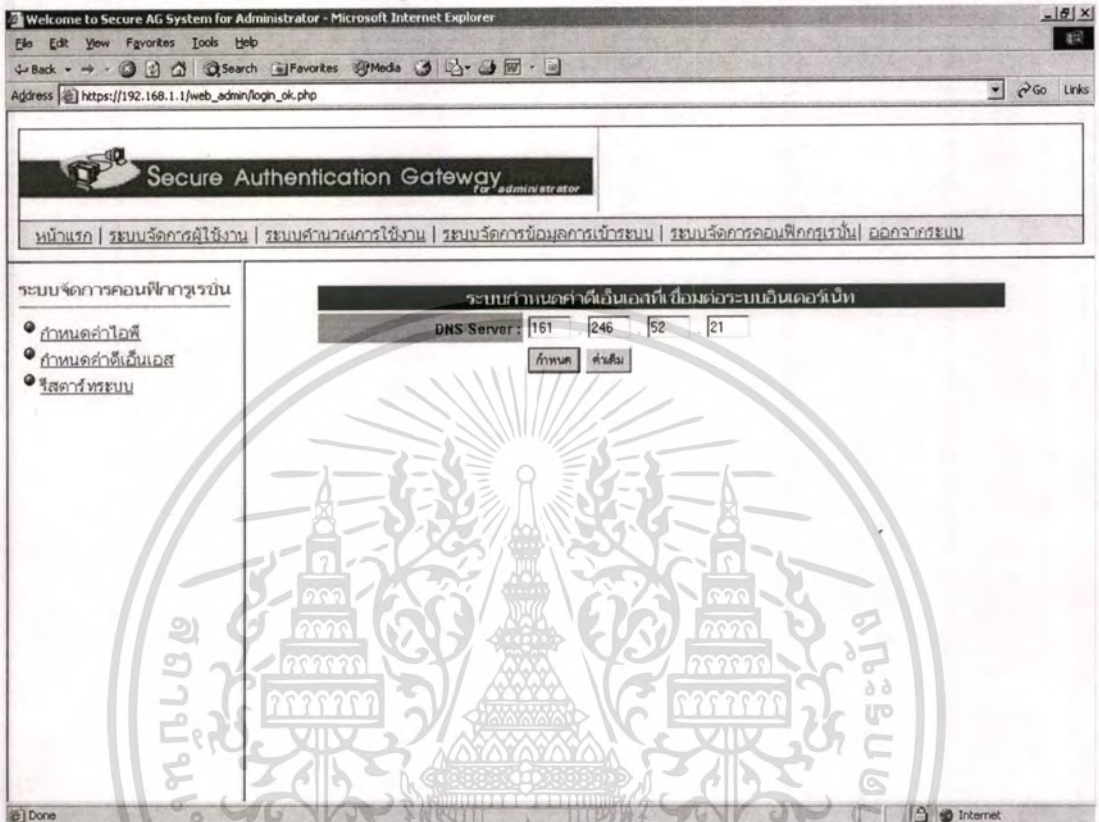 Welcome to Secure AG System for Administrator - Microsoft Internet Explorer
File Edit View Favorites Tools Help
Back Search Favorites Media
Address https://192.168.1.1/web_admin/login_ok.php Go Links
Secure Authentication Gateway
for administrator
หน้าแรก | ระบบจัดการผู้ใช้งาน | ระบบคำนวณการใช้งาน | ระบบจัดการข้อมูลการเข้าระบบ | ระบบจัดการคอนฟิกกูเรชั่น| ออกจากระบบ
ระบบจัดการคอนฟิกกูเรชั่น
กำหนดค่าไอพี
กำหนดค่าดีเอ็นเอส
รีสตาร์ทระบบ
ระบบกำหนดค่าดีเอ็นเอสที่เชื่อมต่อระบบอินเตอร์เน็ท
DNS Server : 161 . 246 . 52 . 21
กำหนด ค่าเดิม
Done Internet